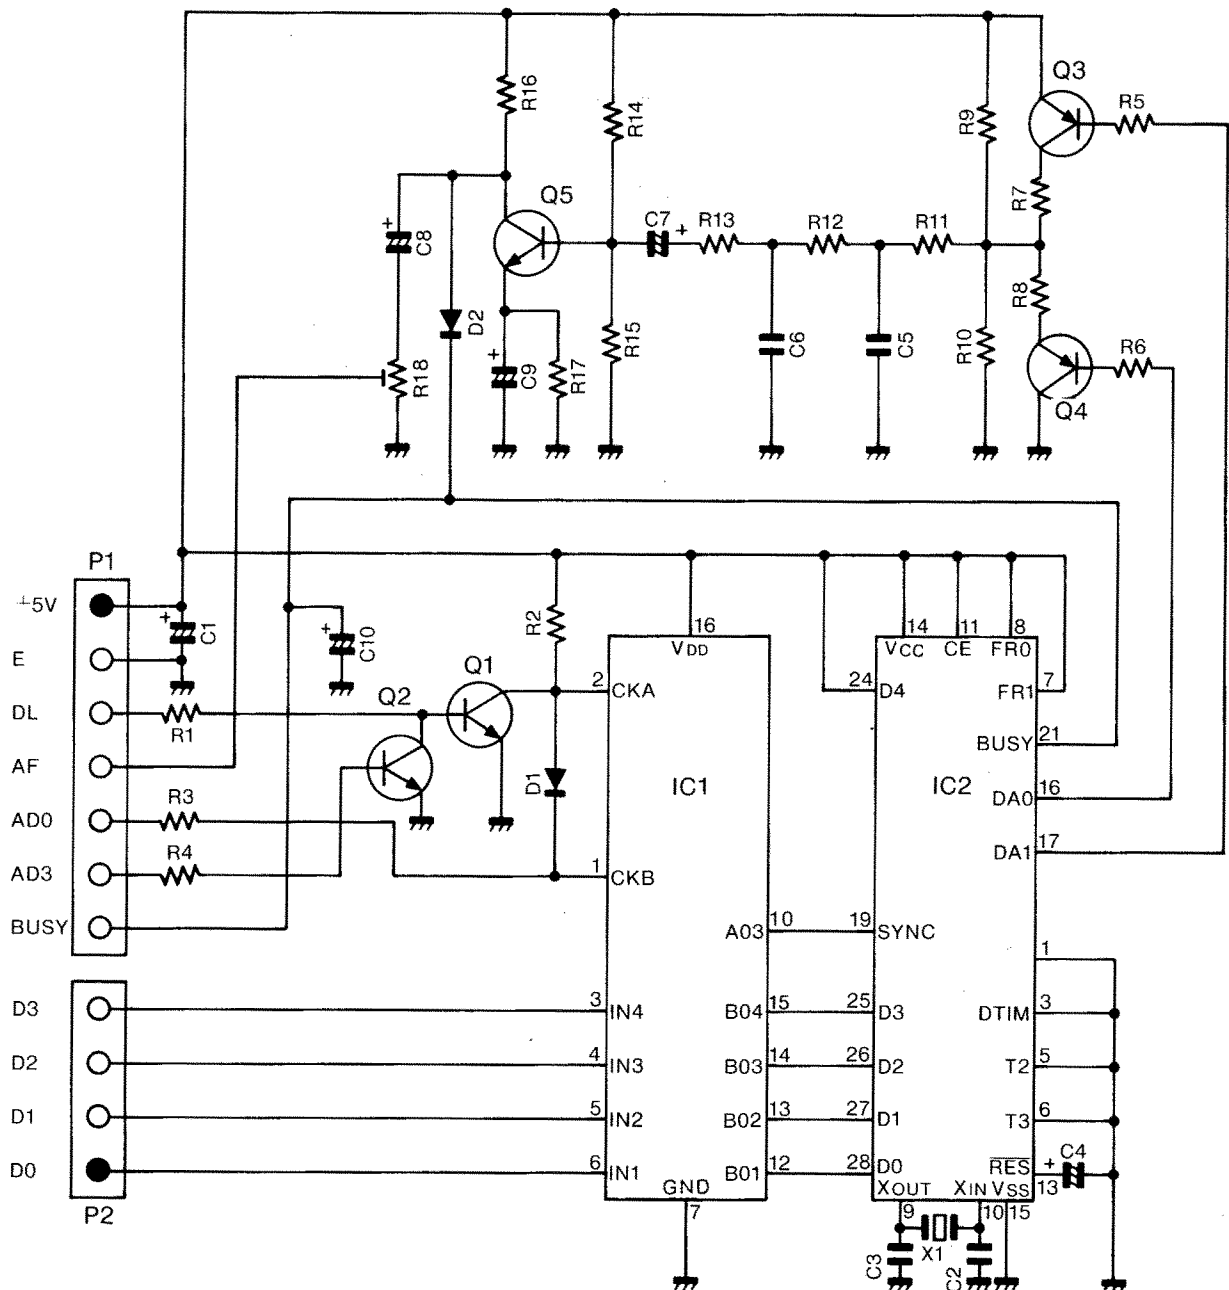 Q3
R5
R16
R14
R9
R7
Q5
C7
+
R13
R12
R11
+
C8
R8
D2
R15
C6
C5
R10
R6
R18
+
C9
R17
Q4
P1
+5V
+
C1
+
C10
R2
16
VDD
14
VCC
11
CE
8
FR0
E
Q1
2
CKA
24
D4
7
FR1
DL
R1
Q2
21
BUSY
AF
D1
IC1
IC2
16
DA0
AD0
R3
17
DA1
AD3
R4
1
CKB
BUSY
A03
10
19
SYNC
1
D3
3
IN4
B04
15
25
D3
DTIM
3
D2
4
IN3
B03
14
26
D2
T2
5
D1
5
IN2
B02
13
27
D1
T3
6
D0
6
IN1
B01
12
28
D0
RES
13
+
C4
P2
GND
7
XOUT
9
XIN
10
VSS
15
C3
X1
C2